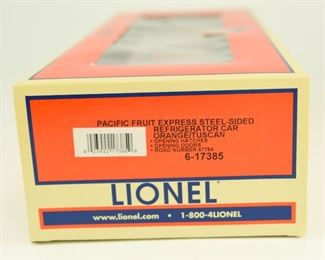 PACIFIC FRUIT EXPRESS STEEL-SIDED
REFRIGERATOR CAR
ORANGE/TUSCAN
• OPENING HATCHES
• OPENING DOORS
• ROAD NUMBER 47764
6-17385
LIONEL
www.lionel.com • 1-800-4LIONEL